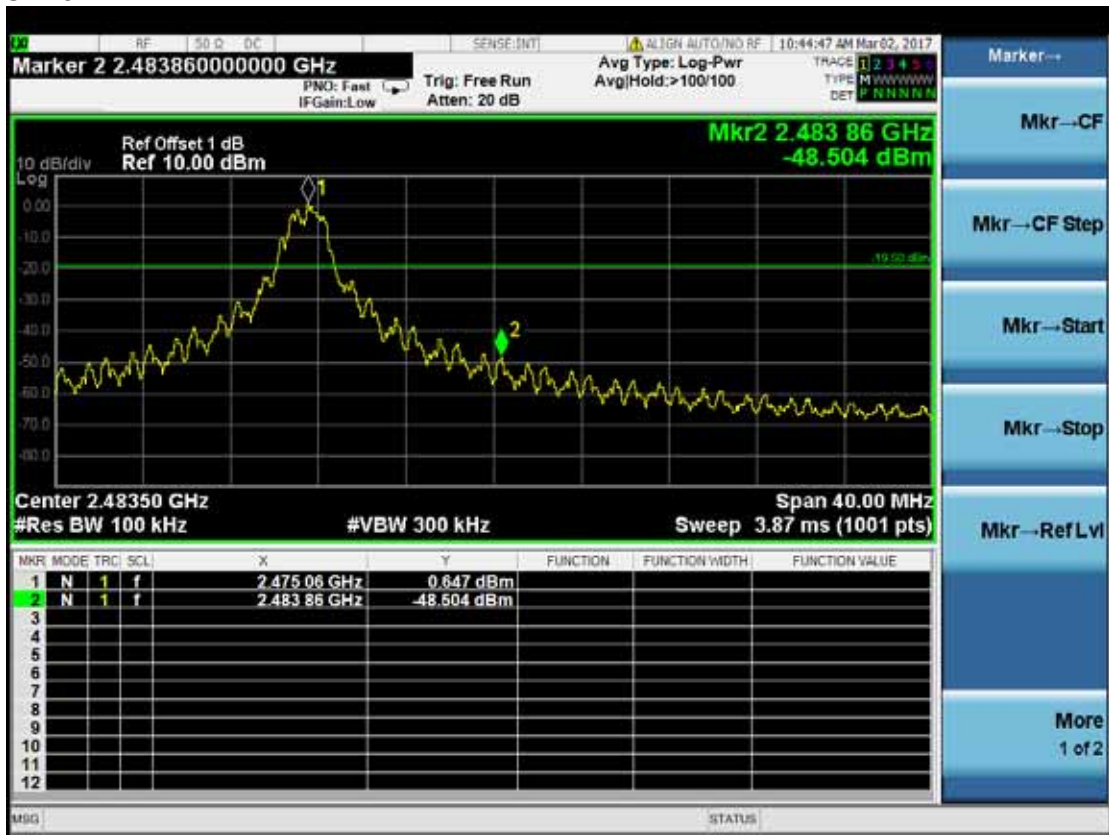 RF 50 Ω DC SENSE:INT ALIGN AUTO/NO RF 10:44:47 AM Mar 02, 2017
Marker 2 2.483860000000 GHz
PNO: Fast
IFGain:Low
Trig: Free Run
Atten: 20 dB
Avg Type: Log-Pwr
Avg|Hold:>100/100
TRACE 1 2 3 4 5 6
TYPE MWWWWW
DET P NNNNN
Mkr2 2.483 86 GHz
-48.504 dBm
Ref Offset 1 dB
10 dB/div Ref 10.00 dBm
Log
1
0.00
-10.0
-20.0
-19.50 dBm
-30.0
-40.0
2
-50.0
-60.0
-70.0
-80.0
Center 2.48350 GHz Span 40.00 MHz
#Res BW 100 kHz #VBW 300 kHz Sweep 3.87 ms (1001 pts)
MKR MODE TRC SCL X Y FUNCTION FUNCTION WIDTH FUNCTION VALUE
1 N 1 f 2.475 06 GHz 0.647 dBm
2 N 1 f 2.483 86 GHz -48.504 dBm
3
4
5
6
7
8
9
10
11
12
MSG STATUS
Marker→
Mkr→CF
Mkr→CF Step
Mkr→Start
Mkr→Stop
Mkr→Ref Lvl
More
1 of 2